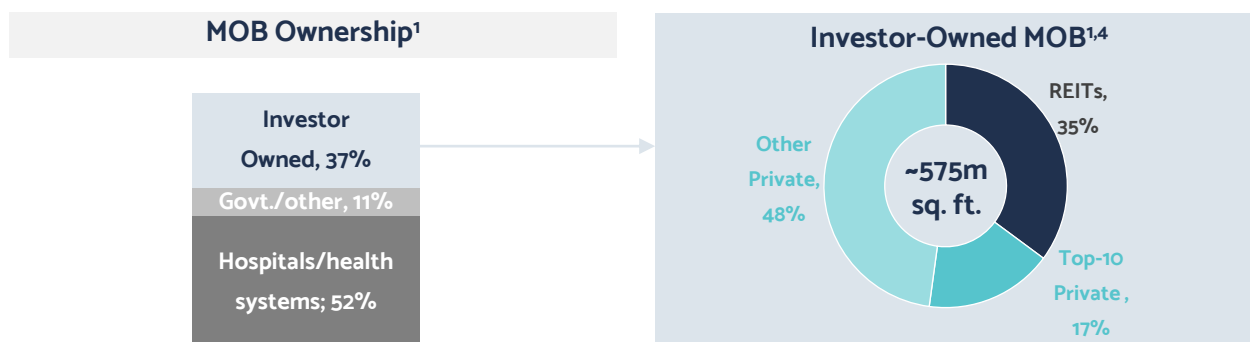 MOB Ownership¹
Investor
Owned, 37%
Govt./other, 11%
Hospitals/health
systems; 52%
Investor-Owned MOB¹,⁴
REITs,
35%
Other
Private,
48%
~575m
sq. ft.
Top-10
Private ,
17%